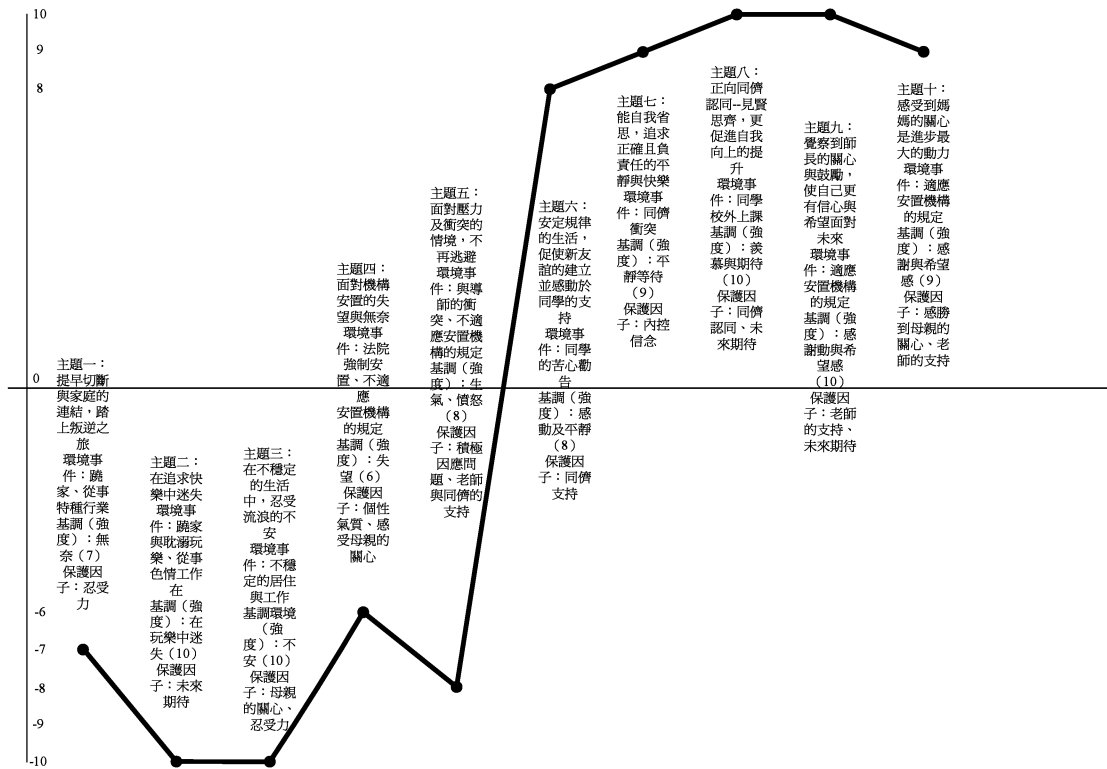 10
9
8
0
-6
-7
-8
-9
-10
主題一：
提早切斷
與家庭的
連結，踏
上叛逆之
旅
環境事
件：蹺
家、從事
特種行業
基調（強
度）：無
奈（7）
保護因
子：忍受
力
主題二：
在追求快
樂中迷失
環境事
件：蹺家
與耽溺玩
樂、從事
色情工作
在
基調（強
度）：在
玩樂中迷
失（10）
保護因
子：未來
期待
主題三：
在不穩定
的生活
中，忍受
流浪的不
安
環境事
件：不穩
定的居住
與工作
基調環境
（強
度）：不
安（10）
保護因
子：母親
的關心、
忍受力
主題四：
面對機構
安置的失
望與無奈
環境事
件：法院
強制安
置、不適
應
安置機構
的規定
基調（強
度）：失
望（6）
保護因
子：個性
氣質、感
受母親的
關心
主題五：
面對壓力
及衝突的
情境，不
再逃避
環境事
件：與導
師的衝
突、不適
應安置機
構的規定
基調（強
度）：生
氣、憤怒
（8）
保護因
子：積極
因應問
題、老師
與同儕的
支持
主題六：
安定規律
的生活，
促使新友
誼的建立
並感動於
同學的支
持
環境事
件：同學
的苦心勸
告
基調（強
度）：感
動及平靜
（8）
保護因
子：同儕
支持
主題七：
能自我省
思，追求
正確且負
責任的平
靜與快樂
環境事
件：同儕
衝突
基調（強
度）：平
靜等待
（9）
保護因
子：內控
信念
主題八：
正向同儕
認同--見賢
思齊，更
促進自我
向上的提
升
環境事
件：同學
校外上課
基調（強
度）：羨
慕與期待
（10）
保護因
子：同儕
認同、未
來期待
主題九：
覺察到師
長的關心
與鼓勵，
使自己更
有信心與
希望面對
未來
環境事
件：適應
安置機構
的規定
基調（強
度）：感
謝動與希
望感
（10）
保護因
子：老師
的支持、
未來期待
主題十：
感受到媽
媽的關心
是進步最
大的動力
環境事
件：適應
安置機構
的規定
基調（強
度）：感
謝與希望
感（9）
保護因
子：感勝
到母親的
關心、老
師的支持